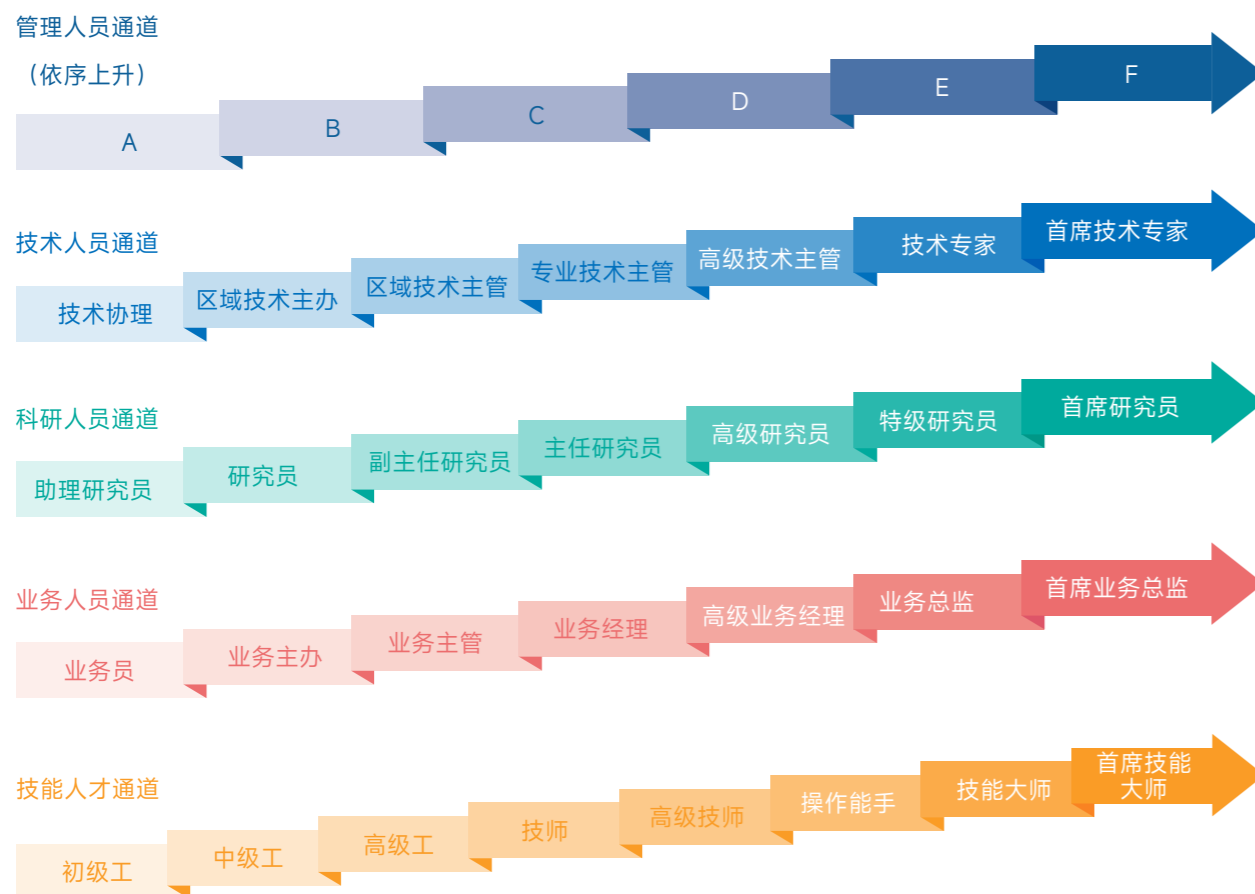 管理人员通道
（依序上升）
A
B
C
D
E
F
技术人员通道
技术协理
区域技术主办
区域技术主管
专业技术主管
高级技术主管
技术专家
首席技术专家
科研人员通道
助理研究员
研究员
副主任研究员
主任研究员
高级研究员
特级研究员
首席研究员
业务人员通道
业务员
业务主办
业务主管
业务经理
高级业务经理
业务总监
首席业务总监
技能人才通道
初级工
中级工
高级工
技师
高级技师
操作能手
技能大师
首席技能
大师